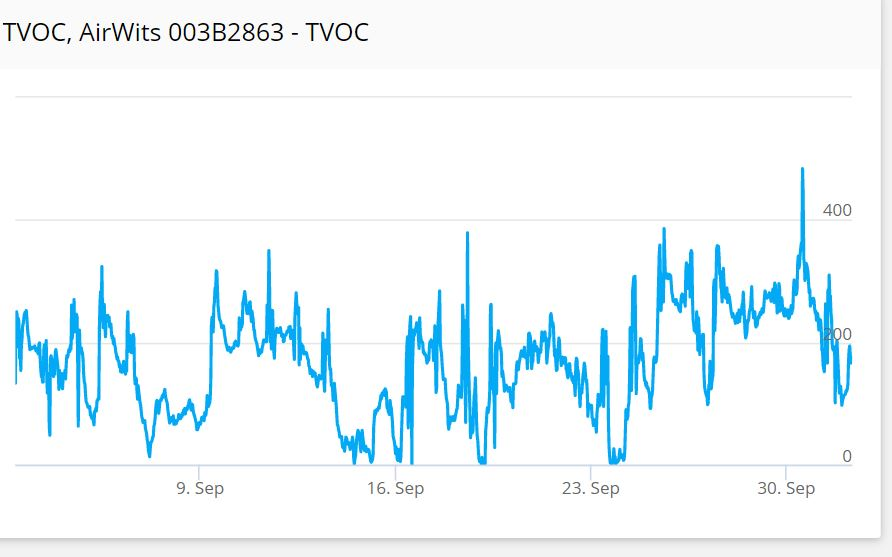 TVOC, AirWits 003B2863 - TVOC
400
200
0
9. Sep 16. Sep 23. Sep 30. Sep